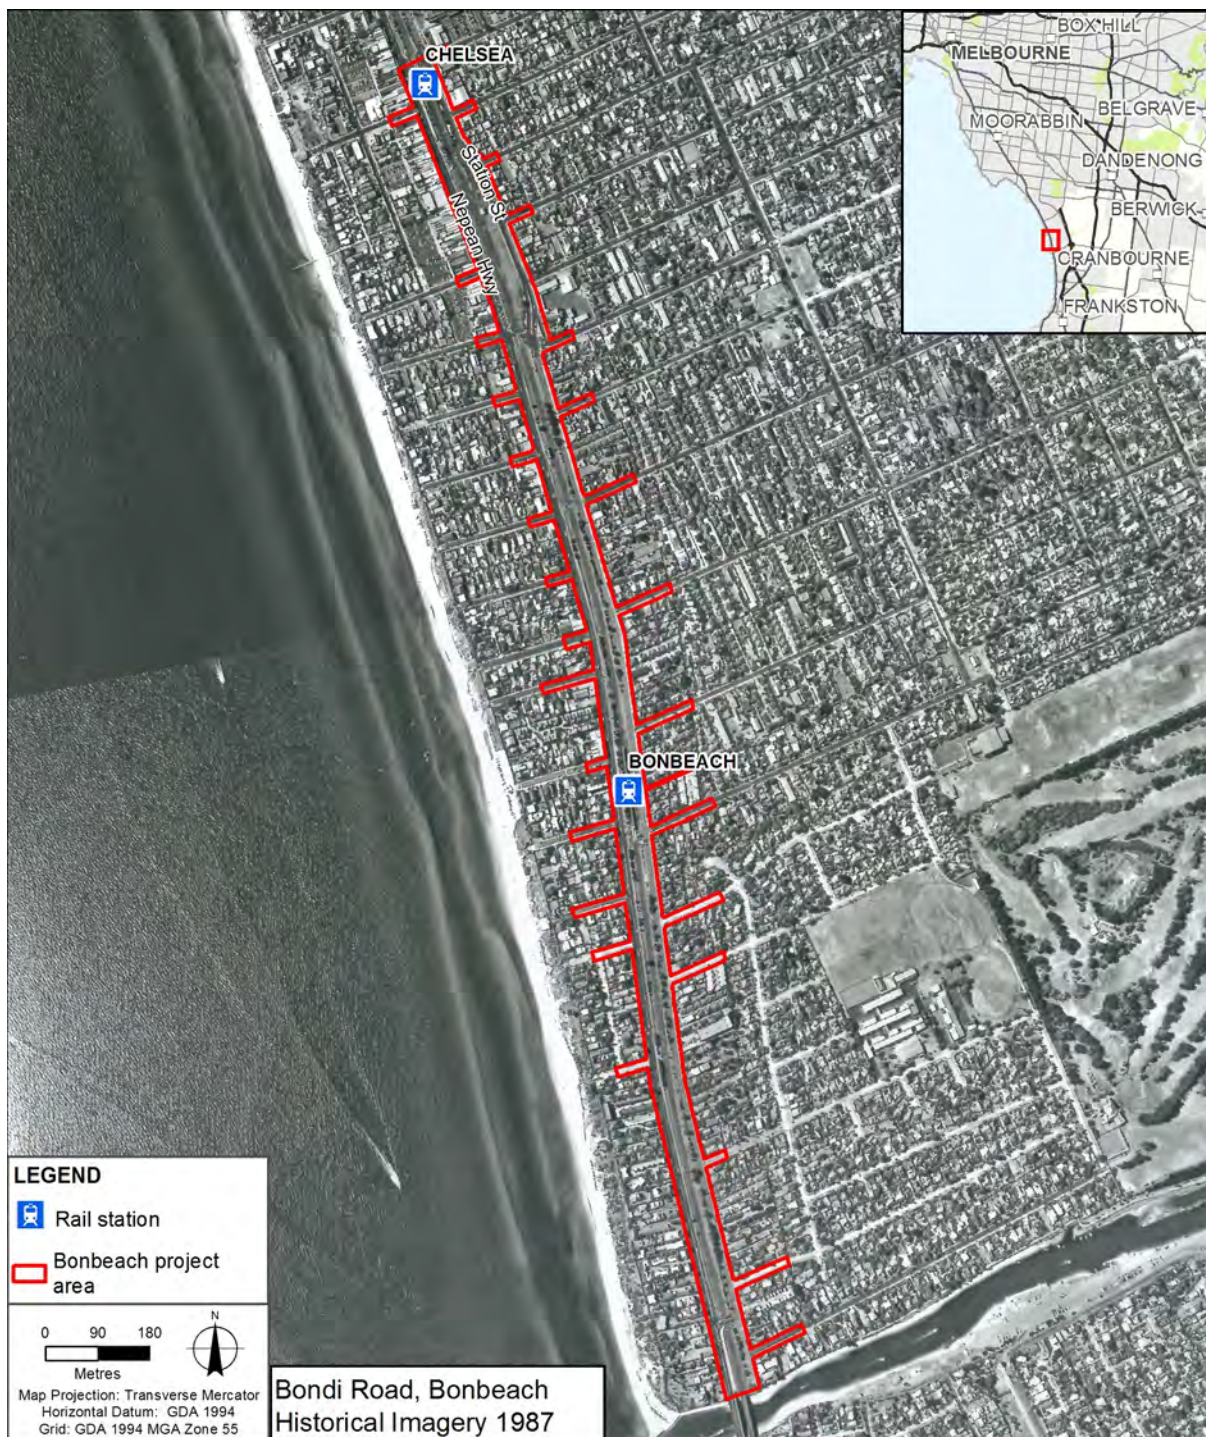 CHELSEA
Station St
Nepean Hwy
BONBEACH
BOX HILL
MELBOURNE
BELGRAVE
MOORABBIN
DANDENONG
BERWICK
CRANBOURNE
FRANKSTON
LEGEND
Rail station
Bonbeach project
area
N
0 90 180
Metres
Map Projection: Transverse Mercator
Horizontal Datum: GDA 1994
Grid: GDA 1994 MGA Zone 55
Bondi Road, Bonbeach
Historical Imagery 1987